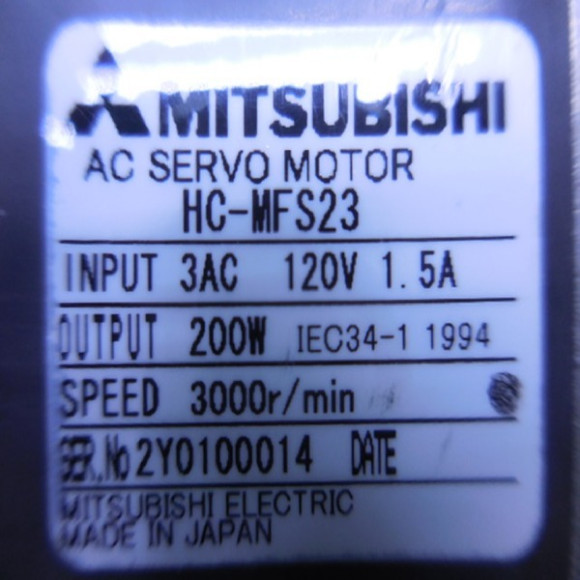 MITSUBISHI
AC SERVO MOTOR
HC-MFS23
INPUT 3AC 120V 1.5A
OUTPUT 200W IEC34-1 1994
SPEED 3000r/min
SER.No 2Y0100014 DATE
MITSUBISHI ELECTRIC
MADE IN JAPAN